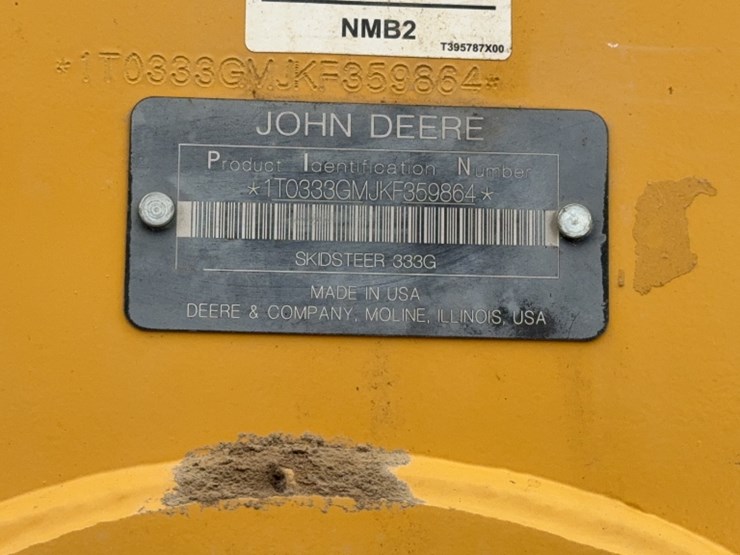 NMB2
T395787X00
*1T0333GMJKF359864*
JOHN DEERE
Product Identification Number
*1T0333GMJKF359864*
SKIDSTEER 333G
MADE IN USA
DEERE & COMPANY, MOLINE, ILLINOIS, USA